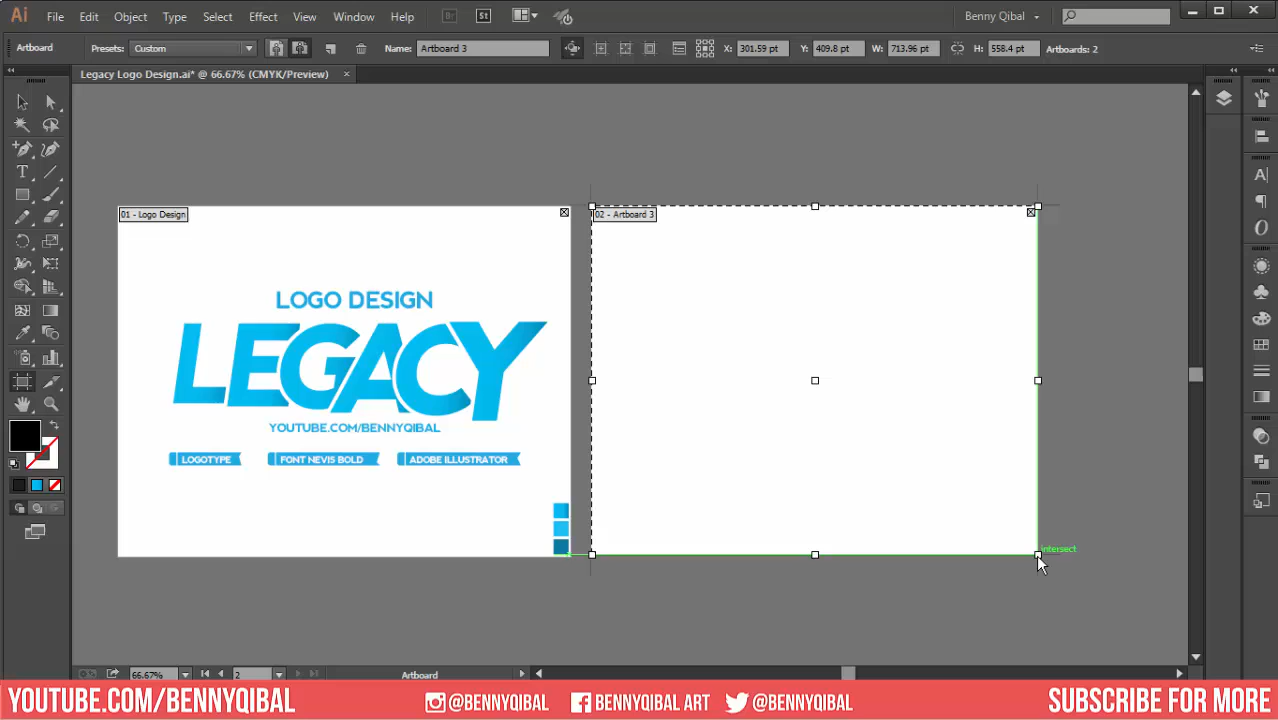 Ai File Edit Object Type Select Effect View Window Help Br St Benny Qibal
Artboard Presets: Custom Name: Artboard 3 X: 301.59 pt Y: 409.8 pt W: 713.96 pt H: 558.4 pt Artboards: 2
Legacy Logo Design.ai* @ 66.67% (CMYK/Preview) ×
01 - Logo Design
02 - Artboard 3
LOGO DESIGN
LEGACY
YOUTUBE.COM/BENNYQIBAL
LOGOTYPE FONT NEVIS BOLD ADOBE ILLUSTRATOR
intersect
66.67% 2 Artboard
YOUTUBE.COM/BENNYQIBAL @BENNYQIBAL BENNYQIBAL ART @BENNYQIBAL SUBSCRIBE FOR MORE